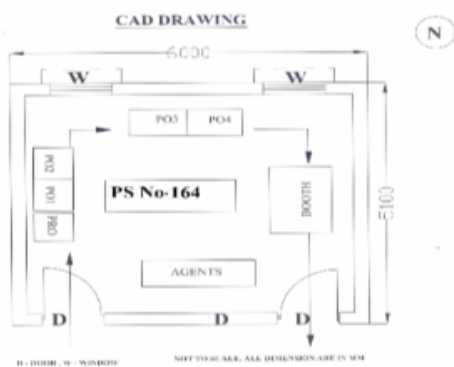 CAD DRAWING
N
6000
W
W
PO3 PO4
PO2
PO1
PRO
PS No-164
BOOTH
5100
AGENTS
D
D
D
D - DOOR , W - WINDOW
NOT TO SCALE, ALL DIMENSION ARE IN MM